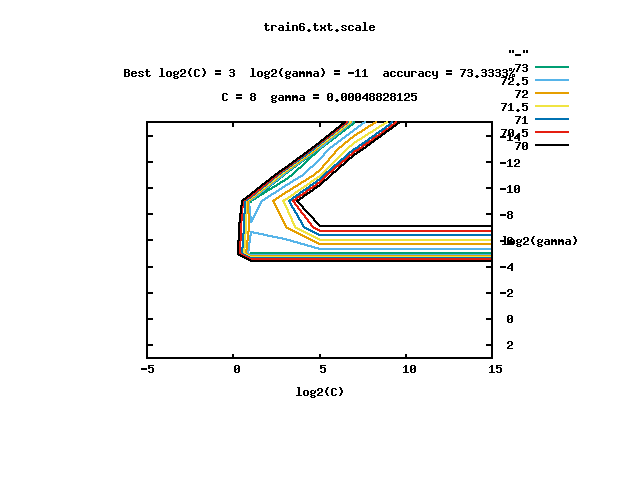 train6.txt.scale
"-"
Best log2(C) = 3  log2(gamma) = -11  accuracy = 73.3333%
73
72.5
72
71.5
71
70.5
70
C = 8  gamma = 0.00048828125
-14
-12
-10
-8
-6
log2(gamma)
-4
-2
0
2
-5 0 5 10 15
log2(C)